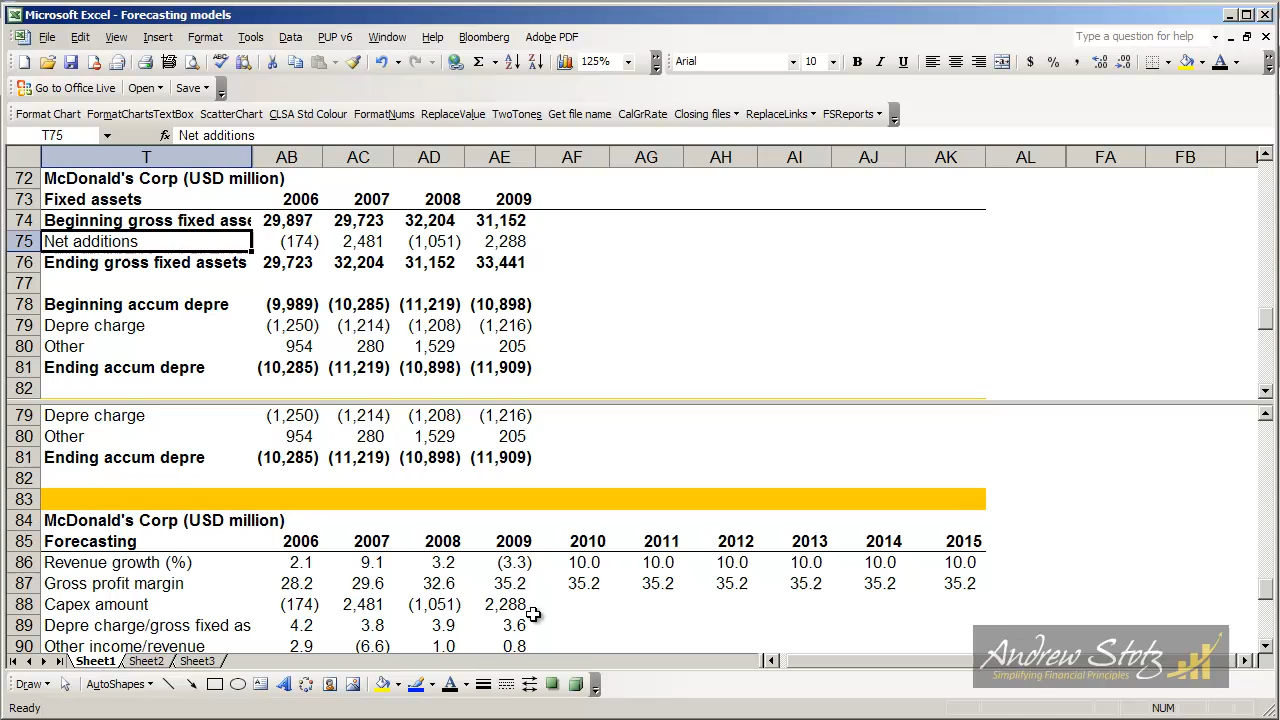 Microsoft Excel - Forecasting models
File Edit View Insert Format Tools Data PUP v6 Window Help Bloomberg Adobe PDF
Type a question for help
125%
Arial
10
B I U
$ % ,
Go to Office Live Open Save
Format Chart FormatChartsTextBox ScatterChart CLSA Std Colour FormatNums ReplaceValue TwoTones Get file name CalGrRate Closing files ReplaceLinks FSReports
T75 fx Net additions
T AB AC AD AE AF AG AH AI AJ AK AL FA FB
72 McDonald's Corp (USD million)
73 Fixed assets 2006 2007 2008 2009
74 Beginning gross fixed asse 29,897 29,723 32,204 31,152
75 Net additions (174) 2,481 (1,051) 2,288
76 Ending gross fixed assets 29,723 32,204 31,152 33,441
77
78 Beginning accum depre (9,989) (10,285) (11,219) (10,898)
79 Depre charge (1,250) (1,214) (1,208) (1,216)
80 Other 954 280 1,529 205
81 Ending accum depre (10,285) (11,219) (10,898) (11,909)
82
79 Depre charge (1,250) (1,214) (1,208) (1,216)
80 Other 954 280 1,529 205
81 Ending accum depre (10,285) (11,219) (10,898) (11,909)
82
83
84 McDonald's Corp (USD million)
85 Forecasting 2006 2007 2008 2009 2010 2011 2012 2013 2014 2015
86 Revenue growth (%) 2.1 9.1 3.2 (3.3) 10.0 10.0 10.0 10.0 10.0 10.0
87 Gross profit margin 28.2 29.6 32.6 35.2 35.2 35.2 35.2 35.2 35.2 35.2
88 Capex amount (174) 2,481 (1,051) 2,288
89 Depre charge/gross fixed as 4.2 3.8 3.9 3.6
90 Other income/revenue 2.9 (6.6) 1.0 0.8
Andrew Stotz
Simplifying Financial Principles
Sheet1 Sheet2 Sheet3
Draw AutoShapes
Ready
NUM